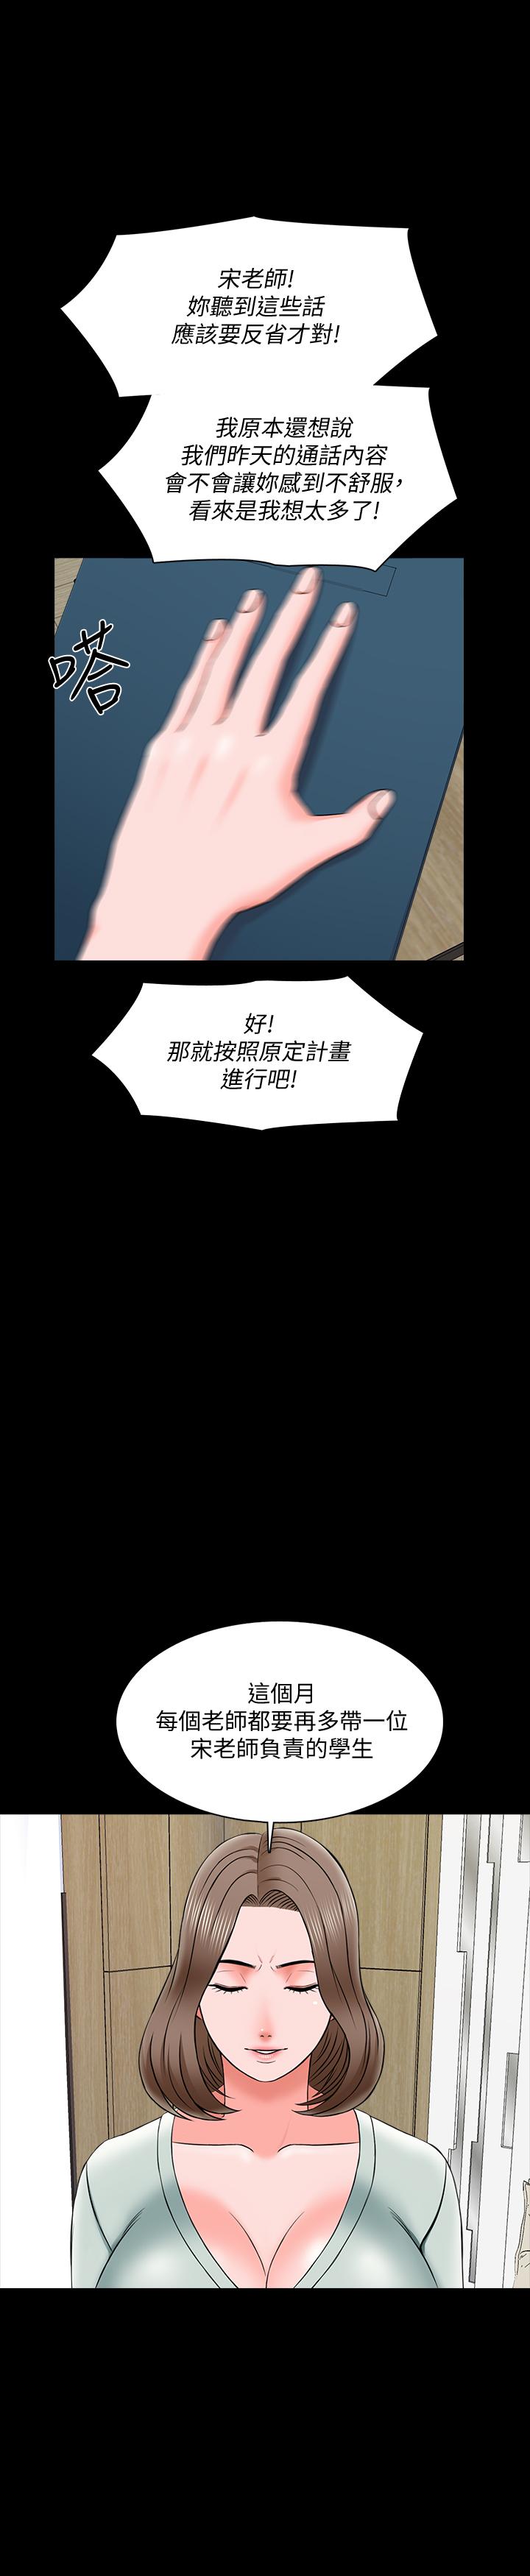 宋老師!
妳聽到這些話
應該要反省才對!
我原本還想說
我們昨天的通話內容
會不會讓妳感到不舒服，
看來是我想太多了!
嗒
好!
那就按照原定計畫
進行吧!
這個月
每個老師都要再多帶一位
宋老師負責的學生